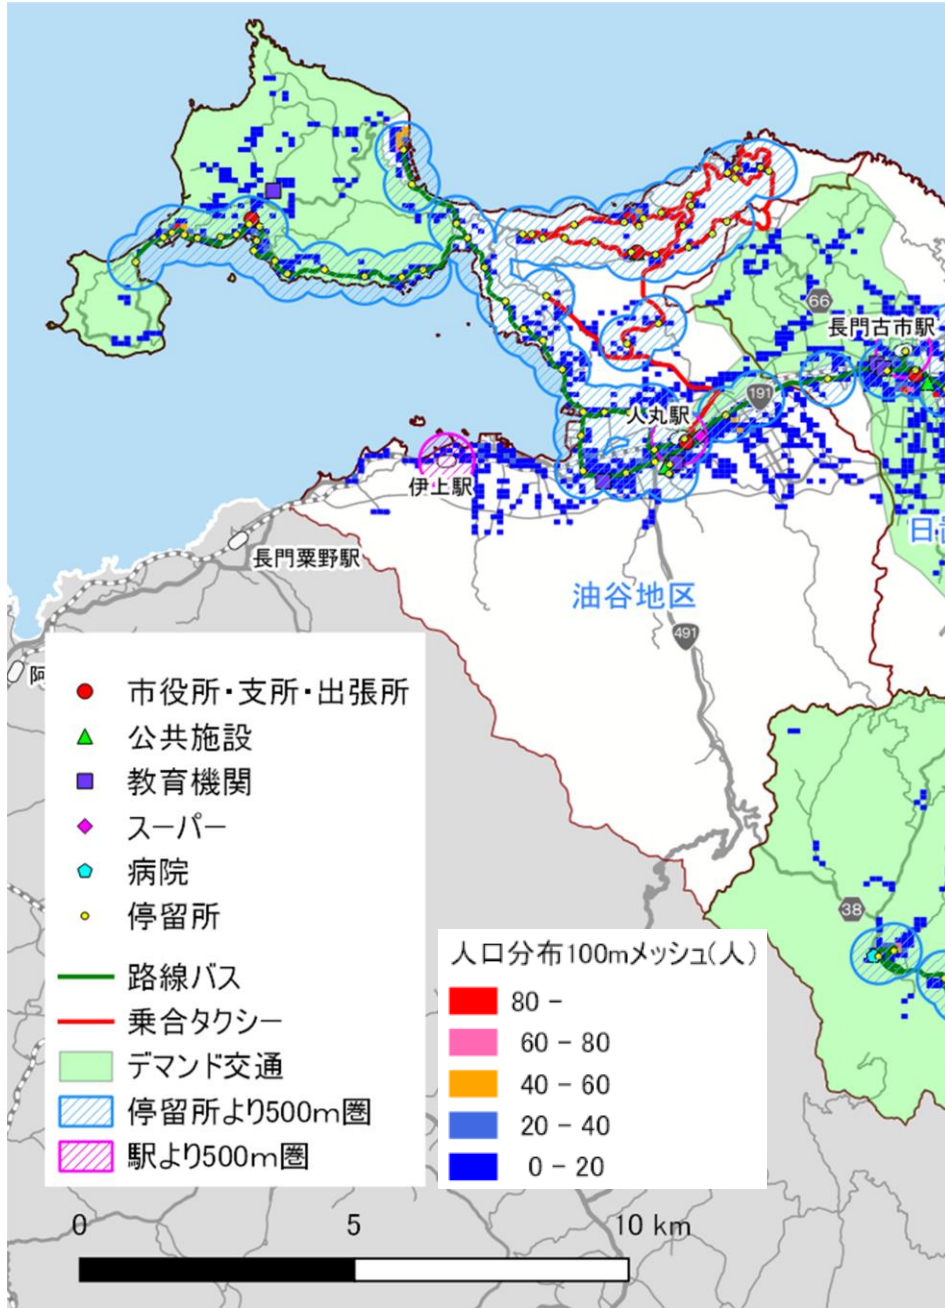 66
長門古市駅
191
人丸駅
伊上駅
長門粟野駅
油谷地区
491
市役所・支所・出張所
公共施設
教育機関
スーパー
病院
停留所
路線バス
乗合タクシー
デマンド交通
停留所より500m圏
駅より500m圏
38
人口分布100mメッシュ(人)
80 -
60 - 80
40 - 60
20 - 40
0 - 20
0
5
10 km